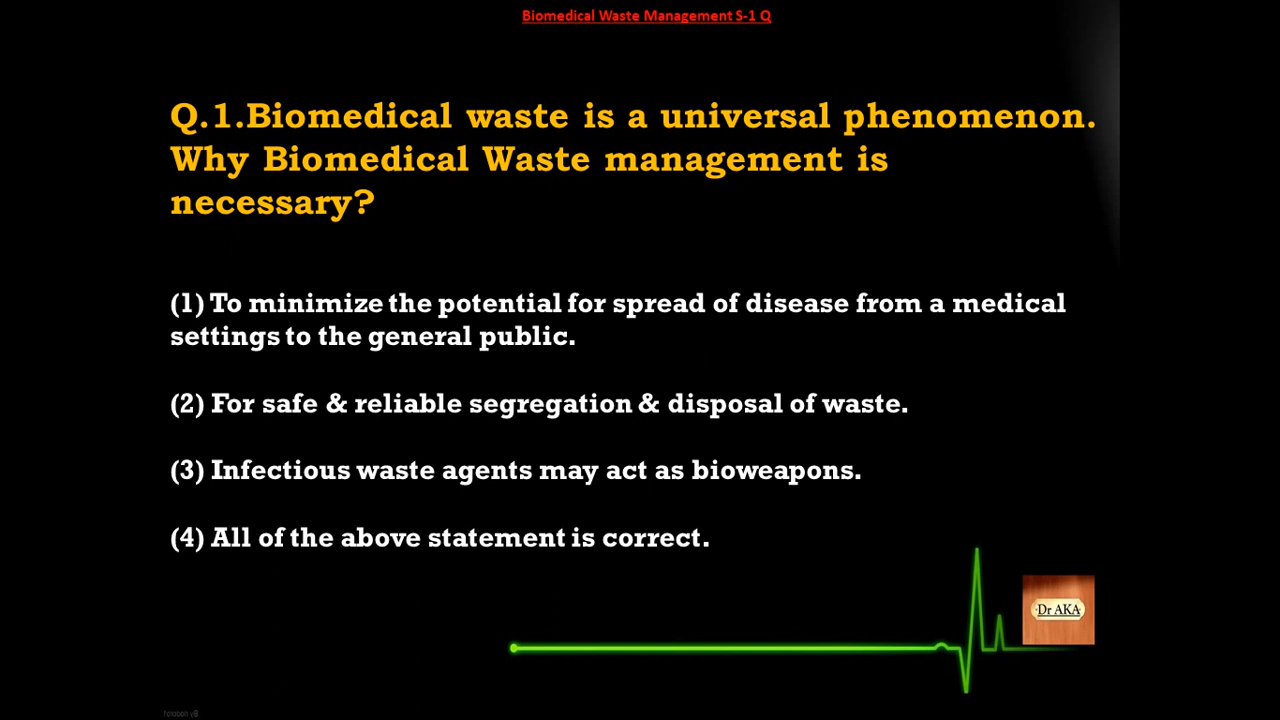 Biomedical Waste Management S-1 Q
Q.1.Biomedical waste is a universal phenomenon.
Why Biomedical Waste management is
necessary?
(1) To minimize the potential for spread of disease from a medical
settings to the general public.
(2) For safe & reliable segregation & disposal of waste.
(3) Infectious waste agents may act as bioweapons.
(4) All of the above statement is correct.
Dr AKA